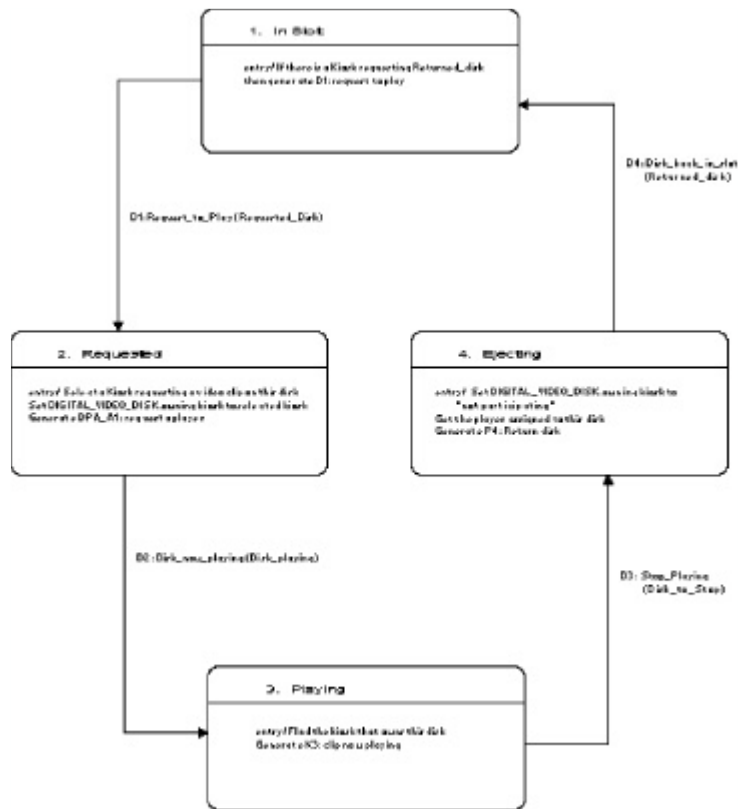 1. In Slot
entry/ If there is a Kiosk requesting Returned_disk
then generate D1: request to play
D4: Disk_back_in_slot
(Returned_disk)
D1: Request_to_Play (Requested_Disk)
2. Requested
entry/ Select a Kiosk requesting a video clip on this disk
Set DIGITAL_VIDEO_DISK.owning kiosk to selected kiosk
Generate DPA_A1: request a player
4. Ejecting
entry/ Set DIGITAL_VIDEO_DISK.owning kiosk to
"not participating"
Get the player assigned to this disk
Generate P4: Return disk
D2: Disk_now_playing (Disk_playing)
D3: Stop_Playing
(Disk_to_Stop)
3. Playing
entry/ Find the kiosk that owns this disk
Generate K3: clip now playing